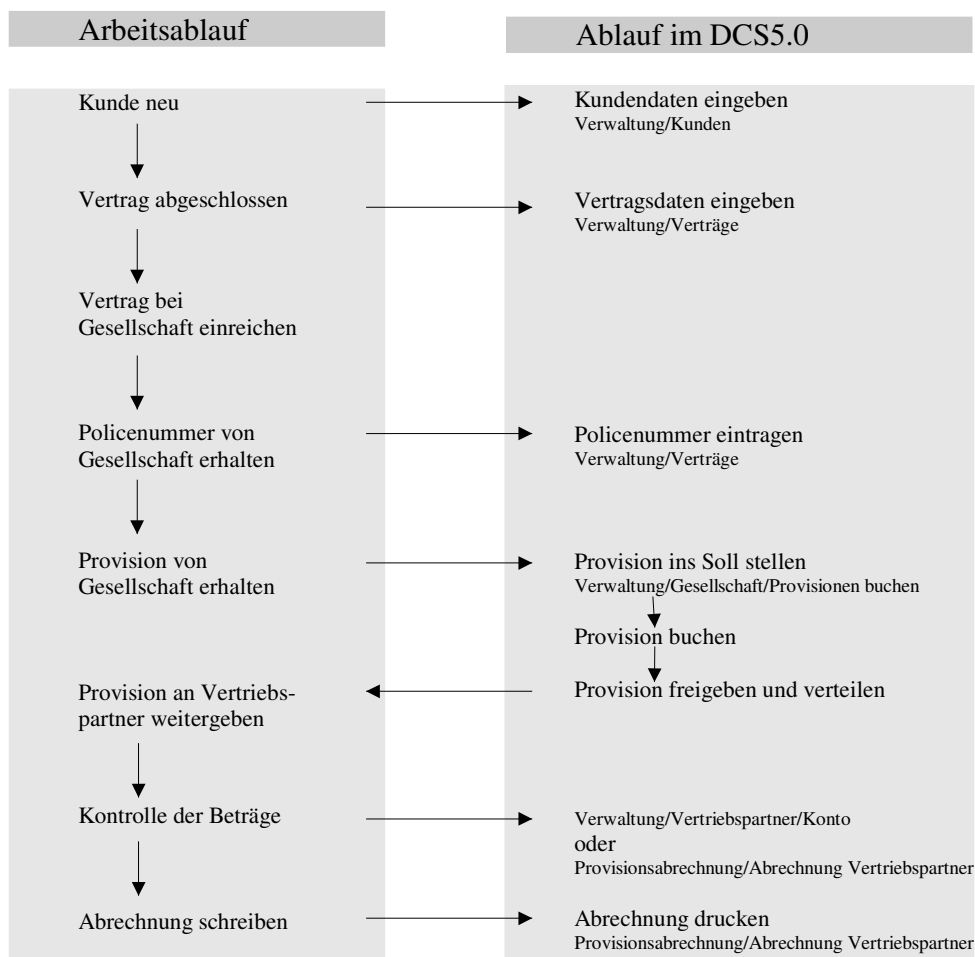 Arbeitsablauf
Ablauf im DCS5.0
Kunde neu
Kundendaten eingeben
Verwaltung/Kunden
Vertrag abgeschlossen
Vertragsdaten eingeben
Verwaltung/Verträge
Vertrag bei
Gesellschaft einreichen
Policenummer von
Gesellschaft erhalten
Policenummer eintragen
Verwaltung/Verträge
Provision von
Gesellschaft erhalten
Provision ins Soll stellen
Verwaltung/Gesellschaft/Provisionen buchen
Provision buchen
Provision freigeben und verteilen
Provision an Vertriebs-
partner weitergeben
Kontrolle der Beträge
Verwaltung/Vertriebspartner/Konto
oder
Provisionsabrechnung/Abrechnung Vertriebspartner
Abrechnung schreiben
Abrechnung drucken
Provisionsabrechnung/Abrechnung Vertriebspartner